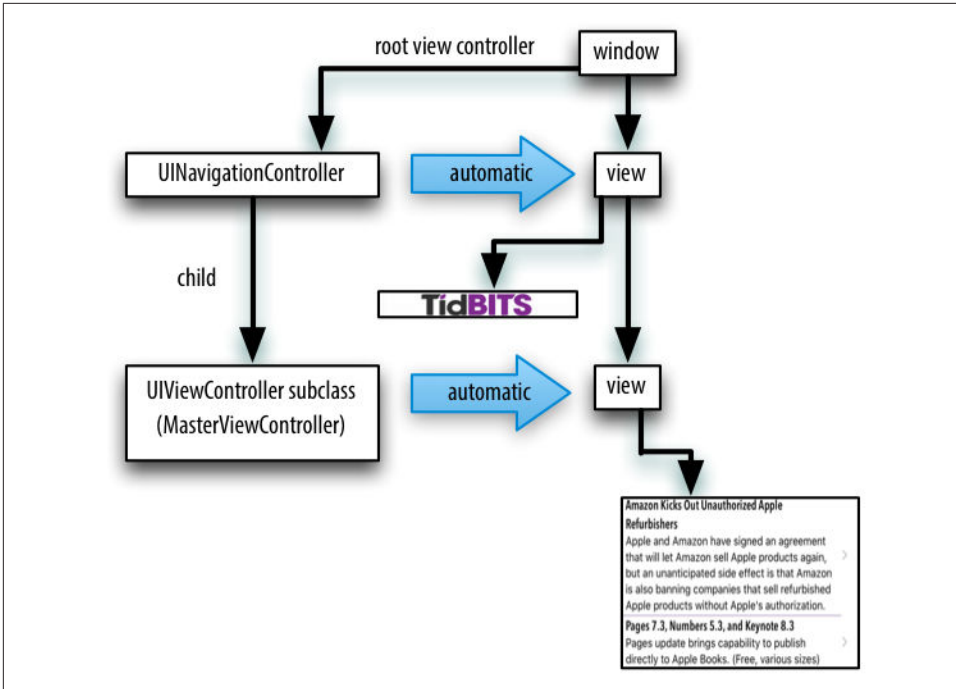 root view controller
window
UINavigationController
automatic
view
child
TidBITS
UIViewController subclass
(MasterViewController)
automatic
view
Amazon Kicks Out Unauthorized Apple
Refurbishers
Apple and Amazon have signed an agreement
that will let Amazon sell Apple products again,
but an unanticipated side effect is that Amazon
is also banning companies that sell refurbished
Apple products without Apple's authorization.
Pages 7.3, Numbers 5.3, and Keynote 8.3
Pages update brings capability to publish
directly to Apple Books. (Free, various sizes)